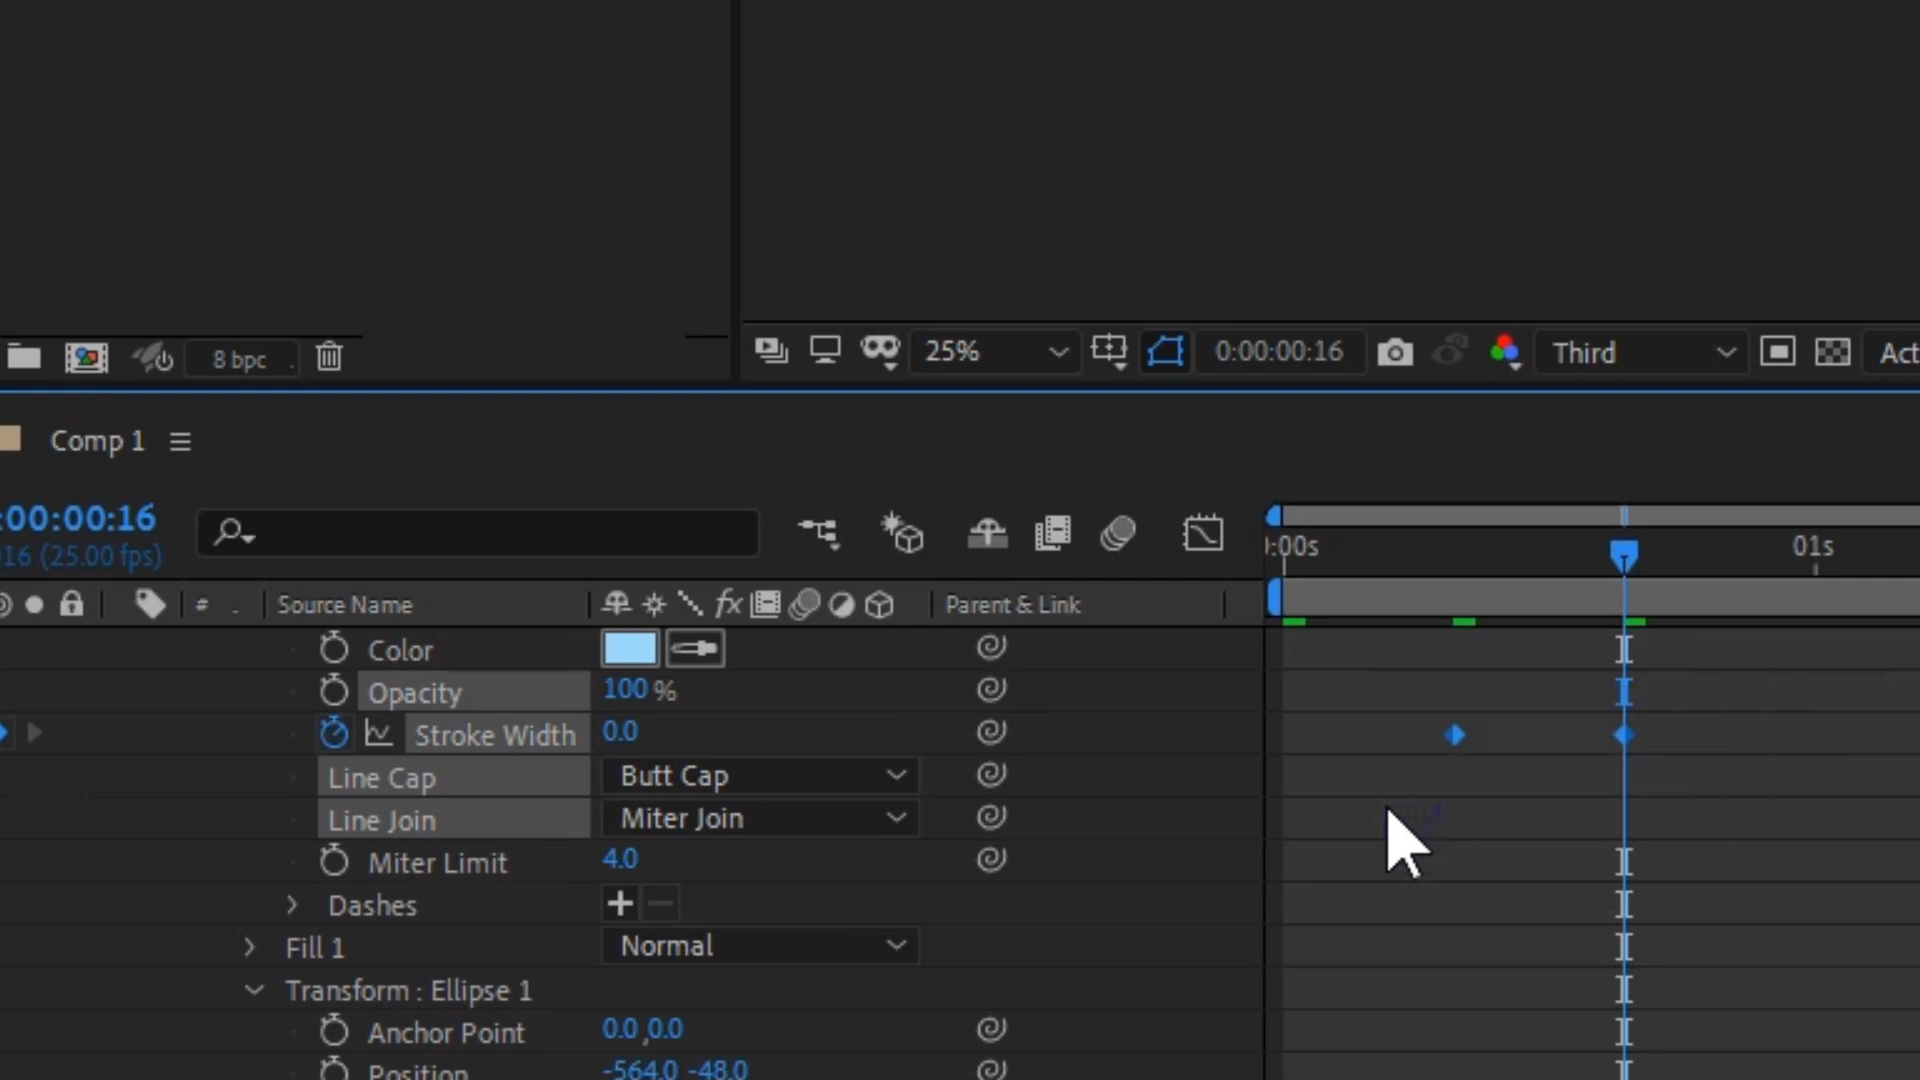 8 bpc
25%
0:00:00:16
Third
Act
Comp 1
:00:00:16
16 (25.00 fps)
:00s
01s
#
Source Name
fx
Parent & Link
Color
Opacity
100 %
Stroke Width
0.0
Line Cap
Butt Cap
Line Join
Miter Join
Miter Limit
4.0
Dashes
Fill 1
Normal
Transform : Ellipse 1
Anchor Point
0.0,0.0
Position
-564.0 -48.0